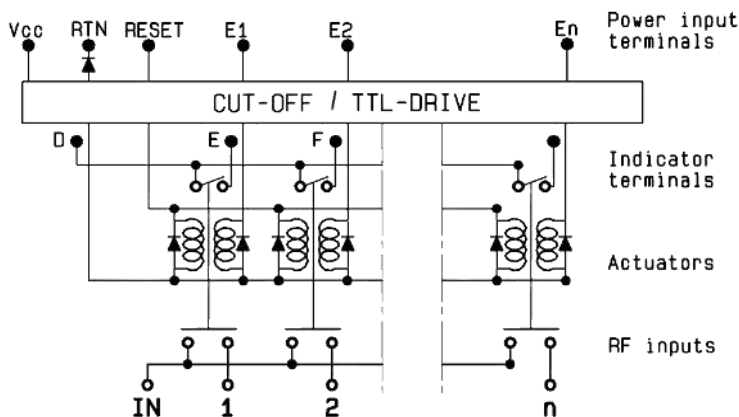 Vcc RTN RESET E1 E2 En
Power input
terminals
CUT-OFF / TTL-DRIVE
D E F
Indicator
terminals
Actuators
RF inputs
IN 1 2 n